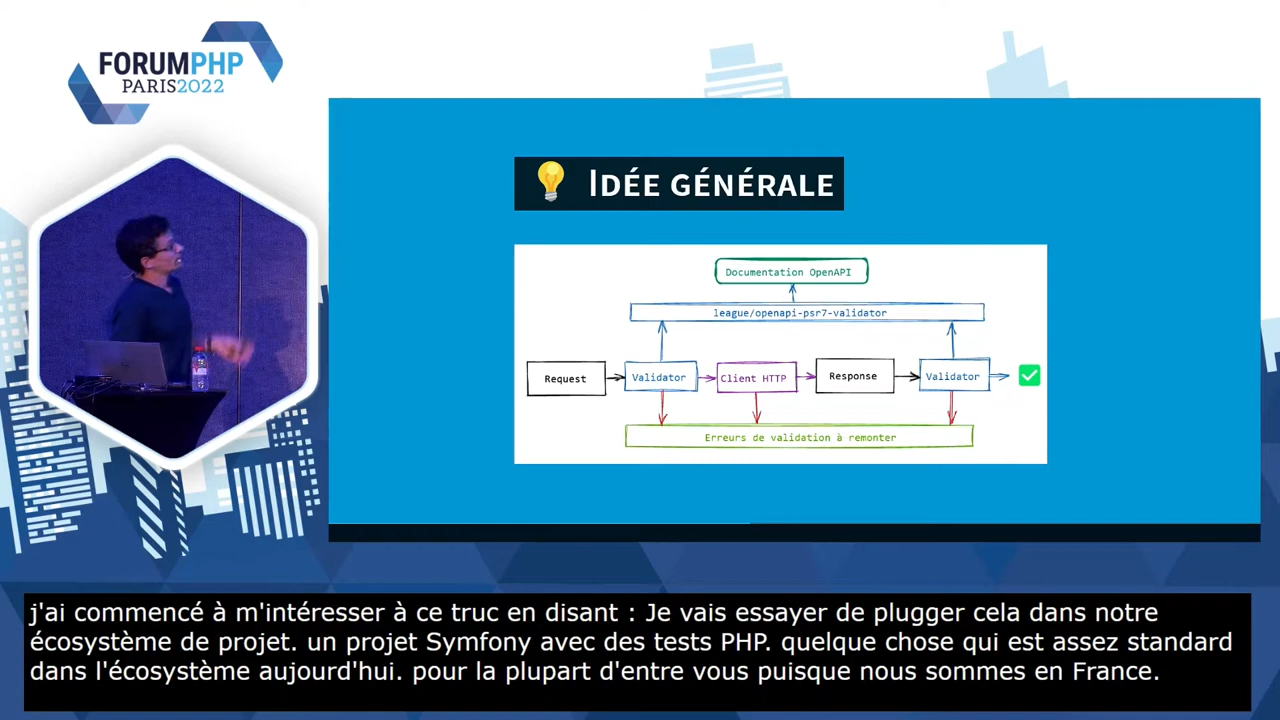 FORUMPHP
PARIS2022
IDÉE GÉNÉRALE
Documentation OpenAPI
league/openapi-psr7-validator
Request
Validator
Client HTTP
Response
Validator
Erreurs de validation à remonter
j'ai commencé à m'intéresser à ce truc en disant : Je vais essayer de plugger cela dans notre
écosystème de projet. un projet Symfony avec des tests PHP. quelque chose qui est assez standard
dans l'écosystème aujourd'hui. pour la plupart d'entre vous puisque nous sommes en France.